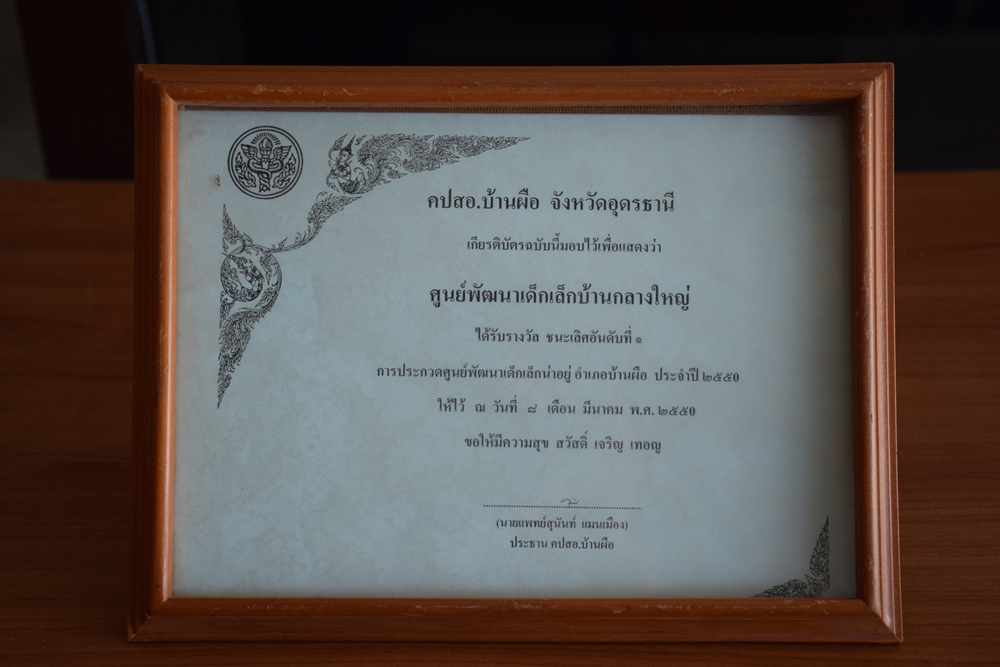 คปสอ.บ้านผือ จังหวัดอุดรธานี
เกียรติบัตรฉบับนี้มอบไว้เพื่อแสดงว่า
ศูนย์พัฒนาเด็กเล็กบ้านกลางใหญ่
ได้รับรางวัล ชนะเลิศอันดับที่ ๑
การประกวดศูนย์พัฒนาเด็กเล็กน่าอยู่ อำเภอบ้านผือ ประจำปี ๒๕๕๐
ให้ไว้ ณ วันที่ ๘ เดือน มีนาคม พ.ศ. ๒๕๕๐
ขอให้มีความสุข สวัสดิ์ เจริญ เทอญ
(นายแพทย์สุนันท์ แมนเมือง)
ประธาน คปสอ.บ้านผือ